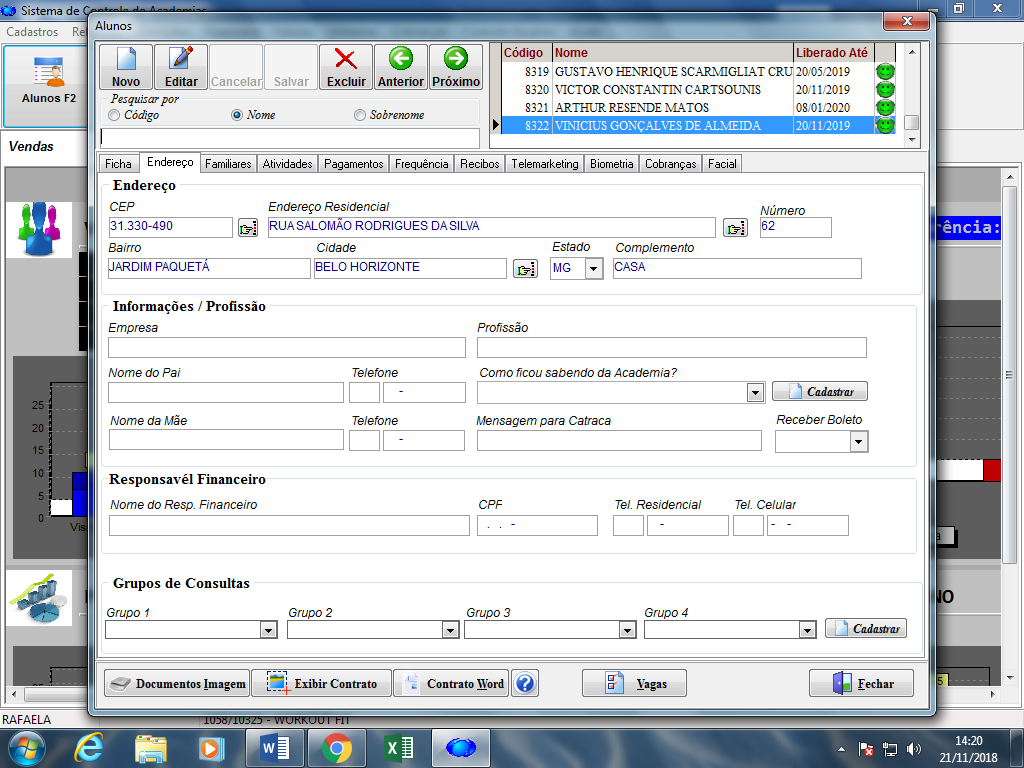 Sistema de Controle de Academias
Cadastros
Alunos
Novo
Editar
Cancelar
Salvar
Excluir
Anterior
Próximo
Pesquisar por
Código
Nome
Sobrenome
Código Nome Liberado Até
8319 GUSTAVO HENRIQUE SCARMIGLIAT CRU 20/05/2019
8320 VICTOR CONSTANTIN CARTSOUNIS 20/11/2019
8321 ARTHUR RESENDE MATOS 08/01/2020
8322 VINICIUS GONÇALVES DE ALMEIDA 20/11/2019
Alunos F2
Vendas
Ficha Endereço Familiares Atividades Pagamentos Frequência Recibos Telemarketing Biometria Cobranças Facial
Endereço
CEP
Endereço Residencial
Número
31.330-490
RUA SALOMÃO RODRIGUES DA SILVA
62
Bairro
Cidade
Estado
Complemento
JARDIM PAQUETÁ
BELO HORIZONTE
MG
CASA
rência:
Informações / Profissão
Empresa
Profissão
Nome do Pai
Telefone
Como ficou sabendo da Academia?
-
Cadastrar
Nome da Mãe
Telefone
Mensagem para Catraca
Receber Boleto
-
25
20
15
10
5
0
Visi
Responsavél Financeiro
Nome do Resp. Financeiro
CPF
Tel. Residencial
Tel. Celular
. . -
-
- -
Grupos de Consultas
Grupo 1
Grupo 2
Grupo 3
Grupo 4
Cadastrar
NO
Documentos Imagem
Exibir Contrato
Contrato Word
?
Vagas
Fechar
RAFAELA
1058/10325 - WORKOUT FIT
14:20
21/11/2018